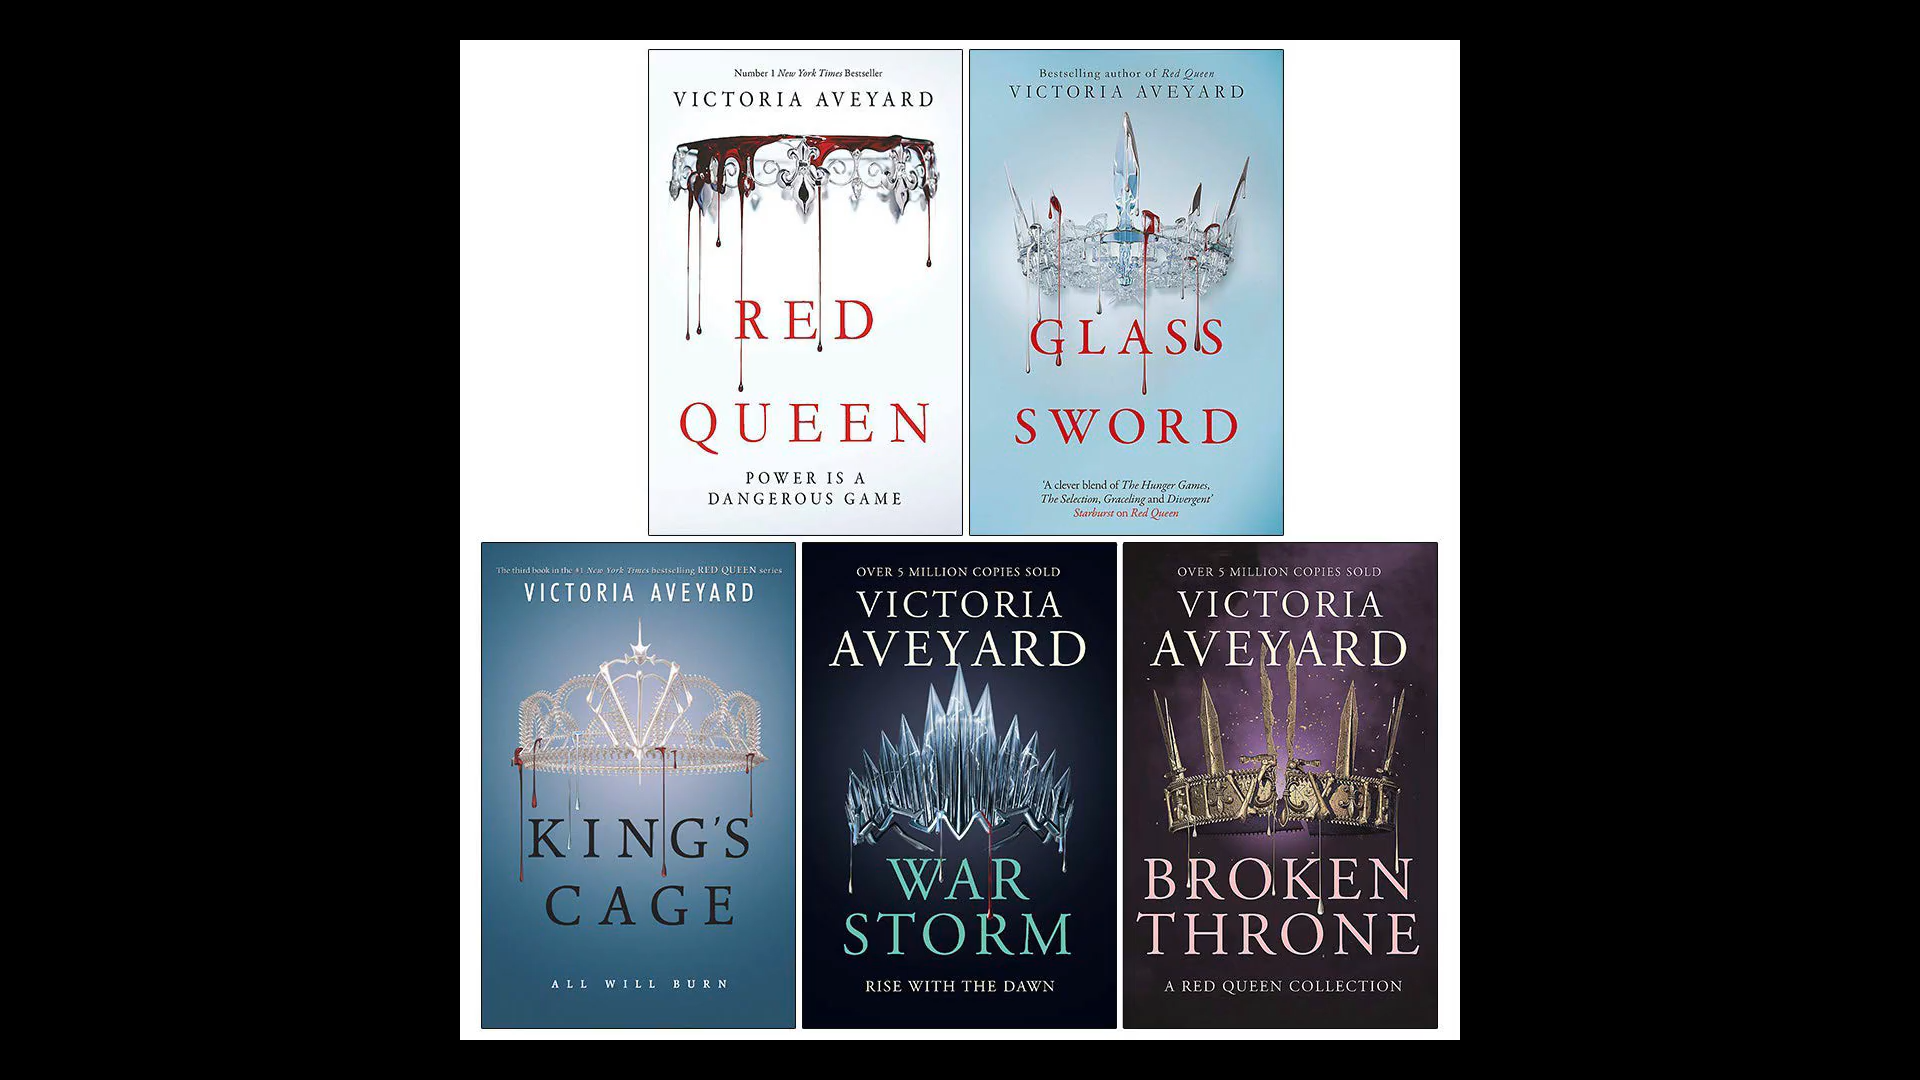 Number 1 New York Times Bestseller
VICTORIA AVEYARD
RED
QUEEN
POWER IS A
DANGEROUS GAME
Bestselling author of Red Queen
VICTORIA AVEYARD
GLASS
SWORD
'A clever blend of The Hunger Games,
The Selection, Graceling and Divergent'
Starburst on Red Queen
The third book in the #1 New York Times bestselling RED QUEEN series
VICTORIA AVEYARD
KING'S
CAGE
ALL WILL BURN
OVER 5 MILLION COPIES SOLD
VICTORIA
AVEYARD
WAR
STORM
RISE WITH THE DAWN
OVER 5 MILLION COPIES SOLD
VICTORIA
AVEYARD
BROKEN
THRONE
A RED QUEEN COLLECTION